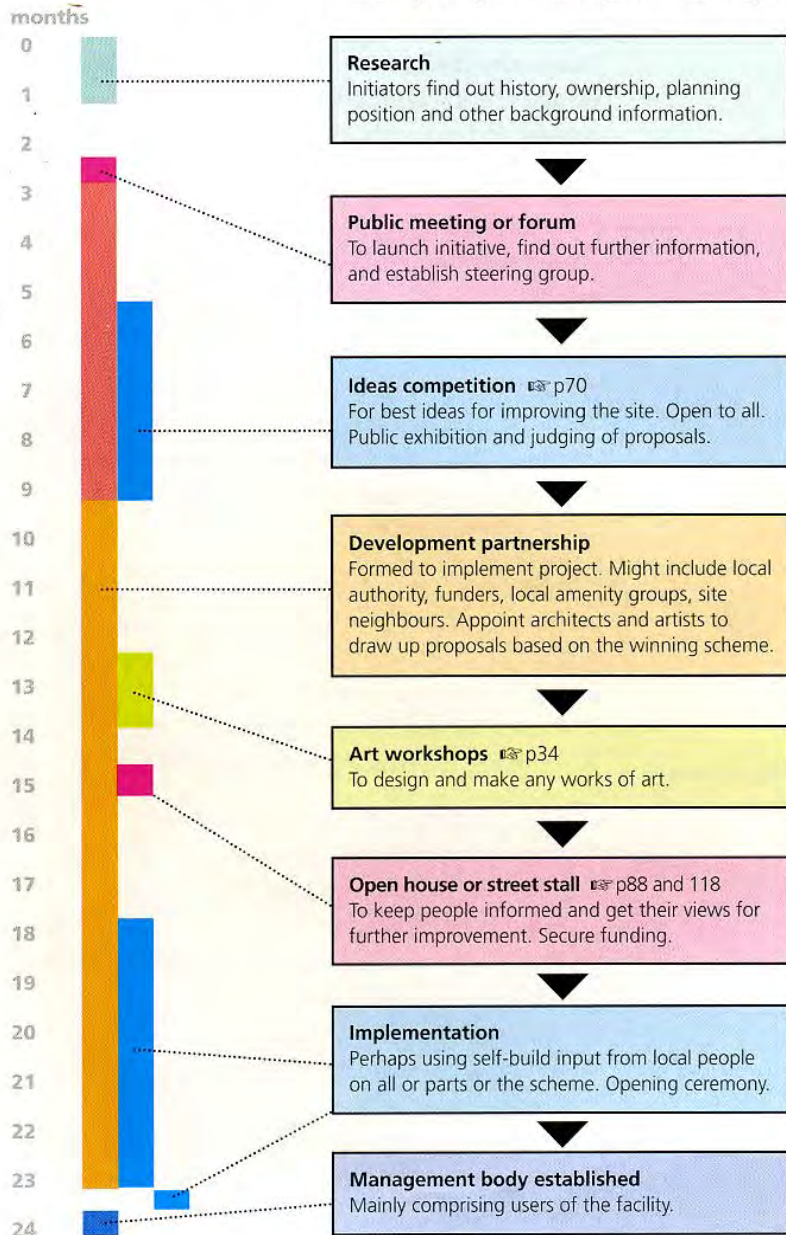 months
0
1
2
3
4
5
6
7
8
9
10
11
12
13
14
15
16
17
18
19
20
21
22
23
24
Research
Initiators find out history, ownership, planning
position and other background information.
Public meeting or forum
To launch initiative, find out further information,
and establish steering group.
Ideas competition ☞ p70
For best ideas for improving the site. Open to all.
Public exhibition and judging of proposals.
Development partnership
Formed to implement project. Might include local
authority, funders, local amenity groups, site
neighbours. Appoint architects and artists to
draw up proposals based on the winning scheme.
Art workshops ☞ p34
To design and make any works of art.
Open house or street stall ☞ p88 and 118
To keep people informed and get their views for
further improvement. Secure funding.
Implementation
Perhaps using self-build input from local people
on all or parts or the scheme. Opening ceremony.
Management body established
Mainly comprising users of the facility.